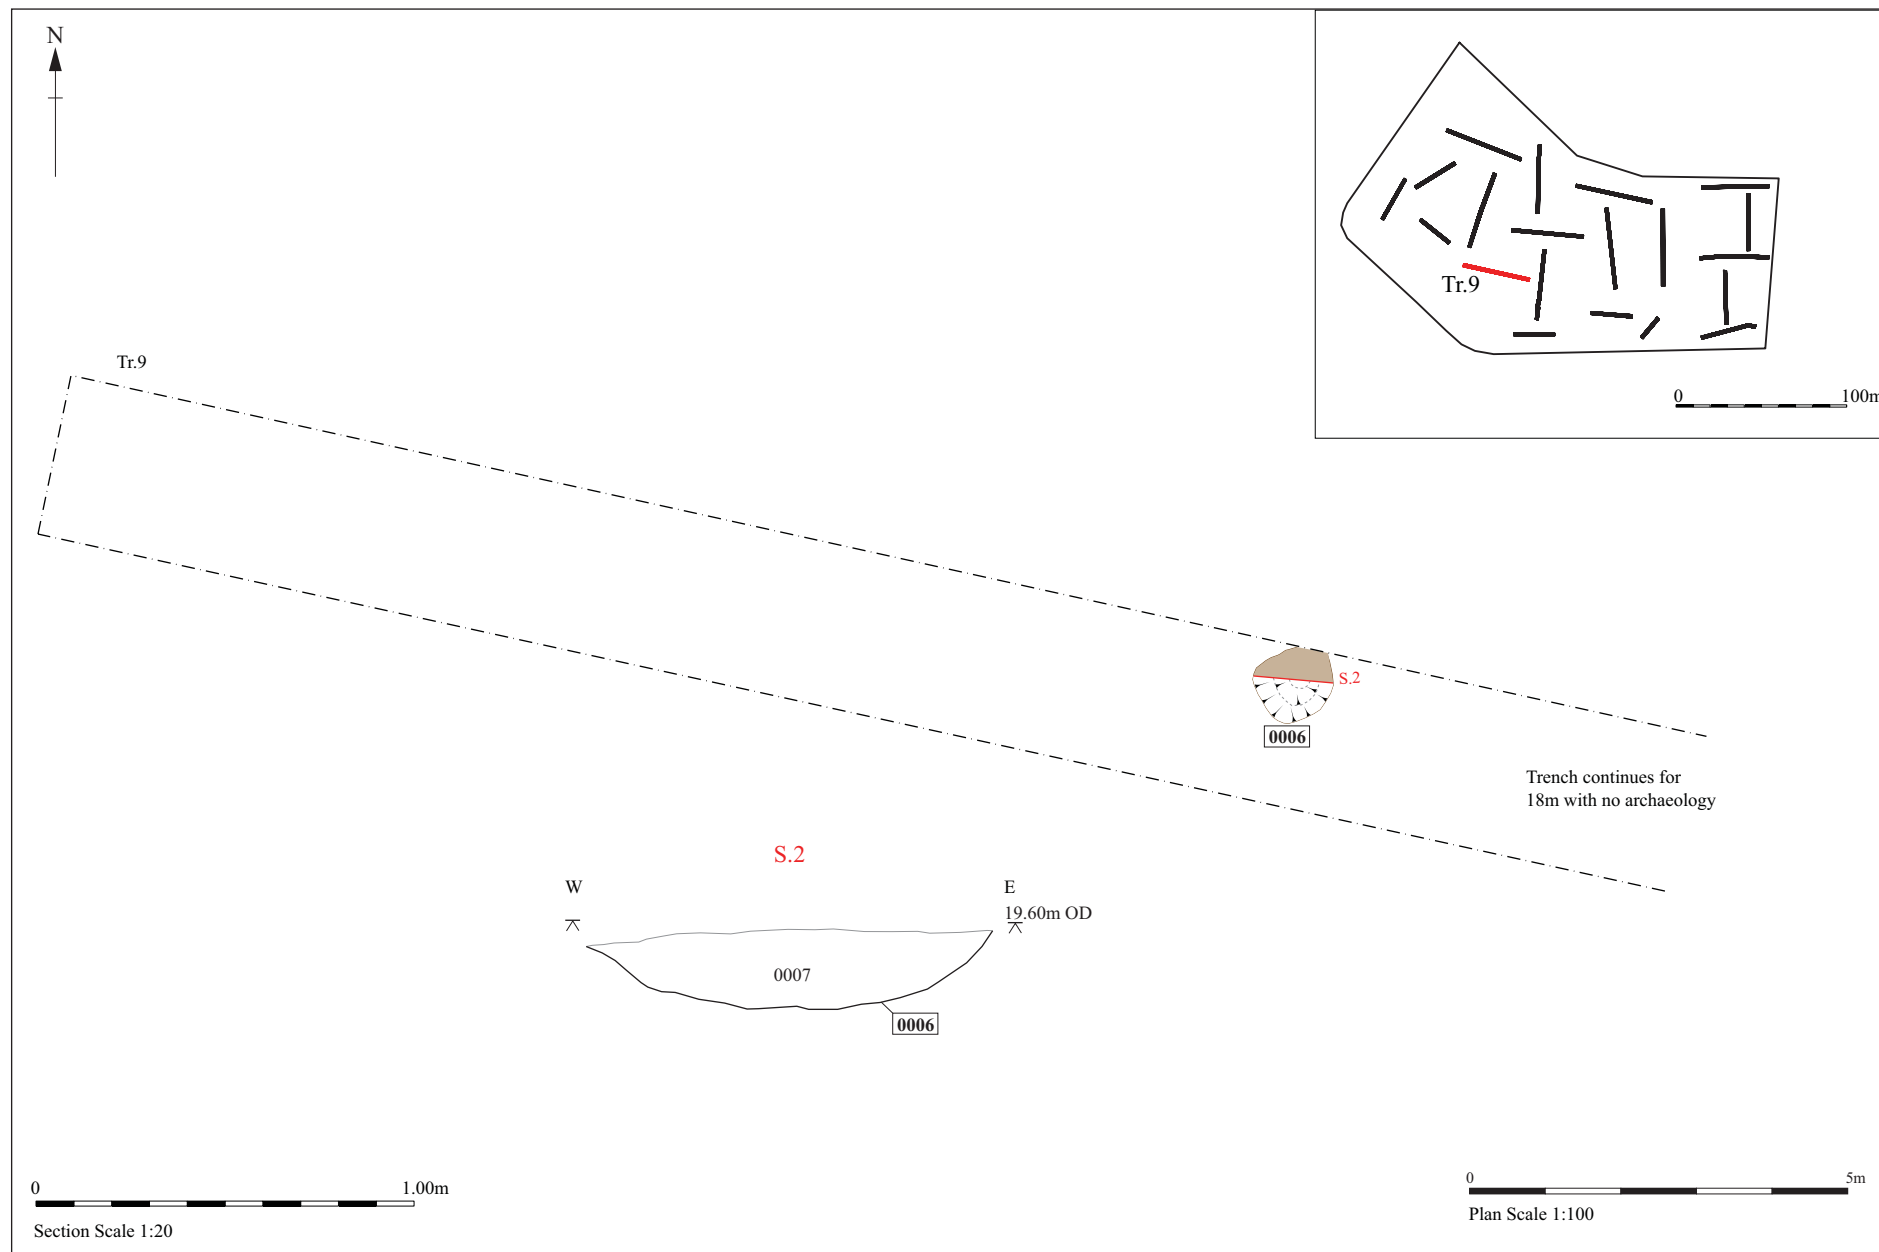 N
Tr.9
0
100m
Tr.9
S.2
0006
Trench continues for
18m with no archaeology
S.2
W
E
19.60m OD
0007
0006
0
1.00m
Section Scale 1:20
0
5m
Plan Scale 1:100